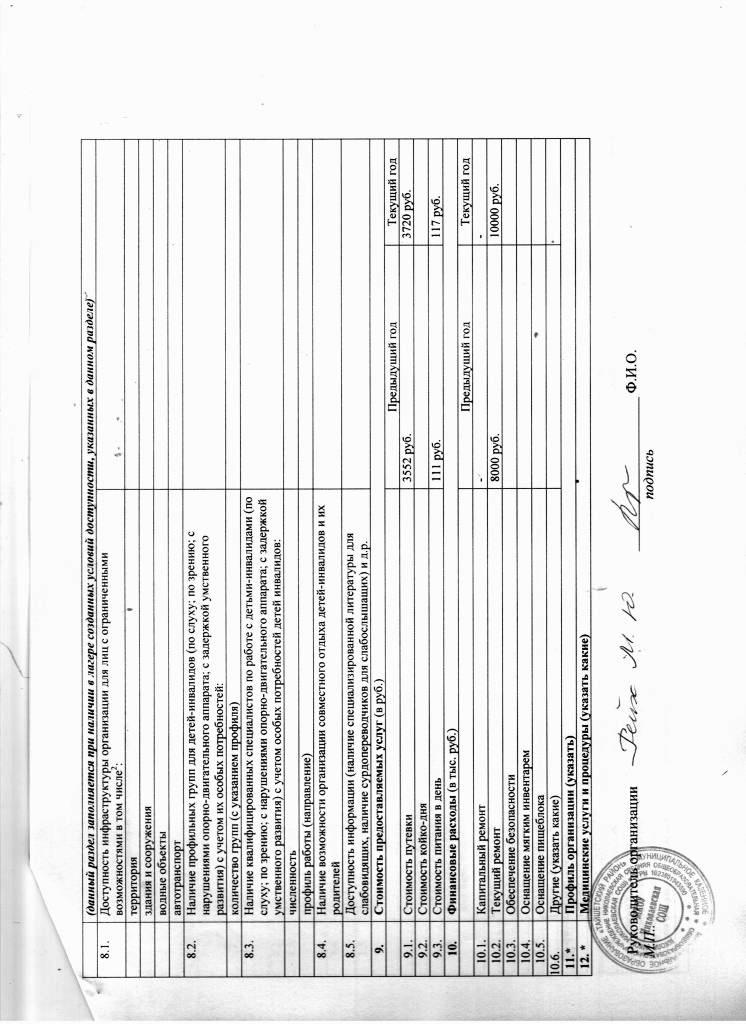 (данный раздел заполняется при наличии в лагере созданных условий доступности, указанных в данном разделе)
8.1. Доступность инфраструктуры организации для лиц с ограниченными
возможностями в том числе²:
территория
здания и сооружения
водные объекты
автотранспорт
8.2. Наличие профильных групп для детей-инвалидов (по слуху; по зрению; с
нарушениями опорно-двигательного аппарата; с задержкой умственного
развития) с учетом их особых потребностей:
количество групп (с указанием профиля)
8.3. Наличие квалифицированных специалистов по работе с детьми-инвалидами (по
слуху; по зрению; с нарушениями опорно-двигательного аппарата; с задержкой
умственного развития) с учетом особых потребностей детей инвалидов:
численность
профиль работы (направление)
8.4. Наличие возможности организации совместного отдыха детей-инвалидов и их
родителей
8.5. Доступность информации (наличие специализированной литературы для
слабовидящих, наличие сурдопереводчиков для слабослышащих) и д.р.
9. Стоимость предоставляемых услуг (в руб.)
Предыдущий год Текущий год
9.1. Стоимость путевки 3552 руб. 3720 руб.
9.2. Стоимость койко-дня
9.3. Стоимость питания в день 111 руб. 117 руб.
10. Финансовые расходы (в тыс. руб.)
Предыдущий год Текущий год
10.1. Капитальный ремонт - -
10.2. Текущий ремонт 8000 руб. 10000 руб.
10.3. Обеспечение безопасности
10.4. Оснащение мягким инвентарем
10.5. Оснащение пищеблока
10.6. Другие (указать какие)
11.* Профиль организации (указать)
12. * Медицинские услуги и процедуры (указать какие)
Руководитель организации Рейх М. Ю. Ф.И.О.
М.П. подпись
СОШ